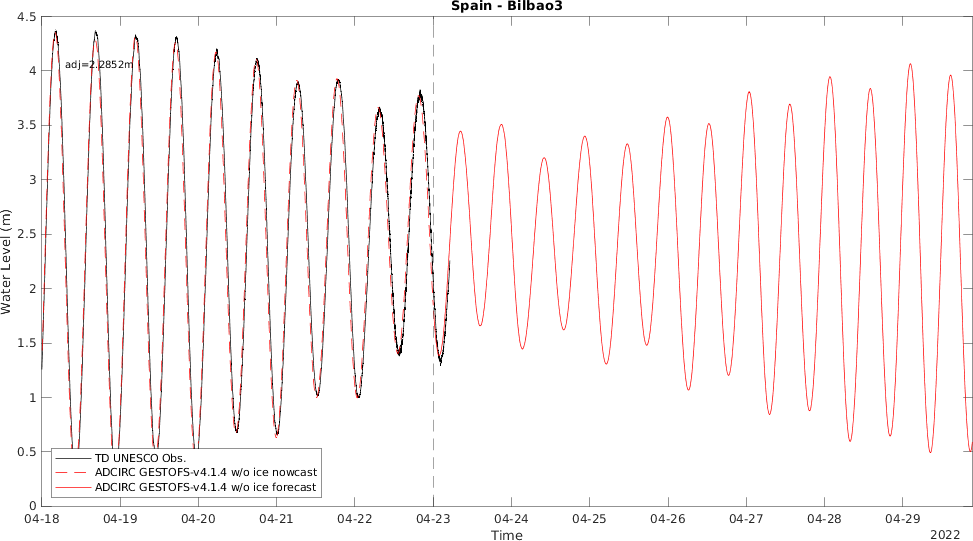 Spain - Bilbao3
4.5
4
3.5
3
2.5
2
1.5
1
0.5
0
Water Level (m)
adj=2.2852m
TD UNESCO Obs.
ADCIRC GESTOFS-v4.1.4 w/o ice nowcast
ADCIRC GESTOFS-v4.1.4 w/o ice forecast
04-18 04-19 04-20 04-21 04-22 04-23 04-24 04-25 04-26 04-27 04-28 04-29
Time
2022